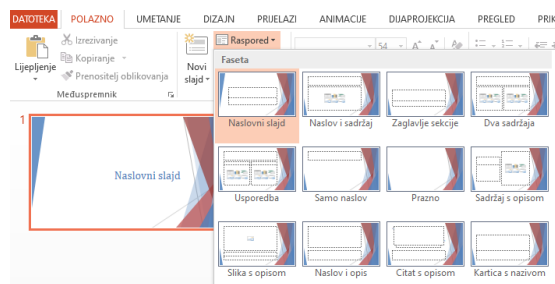 DATOTEKA POLAZNO UMETANJE DIZAJN PRIJELAZI ANIMACIJE DIJAPROJEKCIJA PREGLED PRIK
Izrezivanje
Kopiranje
Prenositelj oblikovanja
Lijepljenje
Međuspremnik
Novi
slajd
Raspored
54
Faseta
Naslovni slajd Naslov i sadržaj Zaglavlje sekcije Dva sadržaja
Usporedba Samo naslov Prazno Sadržaj s opisom
Slika s opisom Naslov i opis Citat s opisom Kartica s nazivom
1
Naslovni slajd